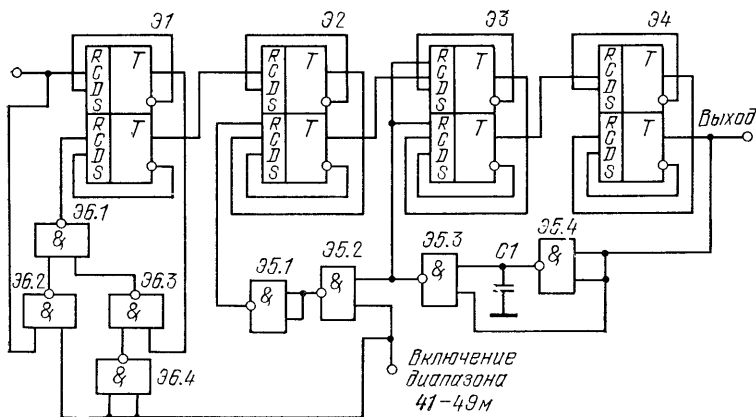 Э1
Э2
Э3
Э4
R
C
D
S
T
R
C
D
S
T
R
C
D
S
T
R
C
D
S
T
R
C
D
S
T
R
C
D
S
T
R
C
D
S
T
R
C
D
S
T
Выход
Э6.1
&
Э6.2
&
Э6.3
&
Э6.4
&
Э5.1
&
Э5.2
&
Э5.3
&
C1
Э5.4
&
Включение
диапазона
41-49м